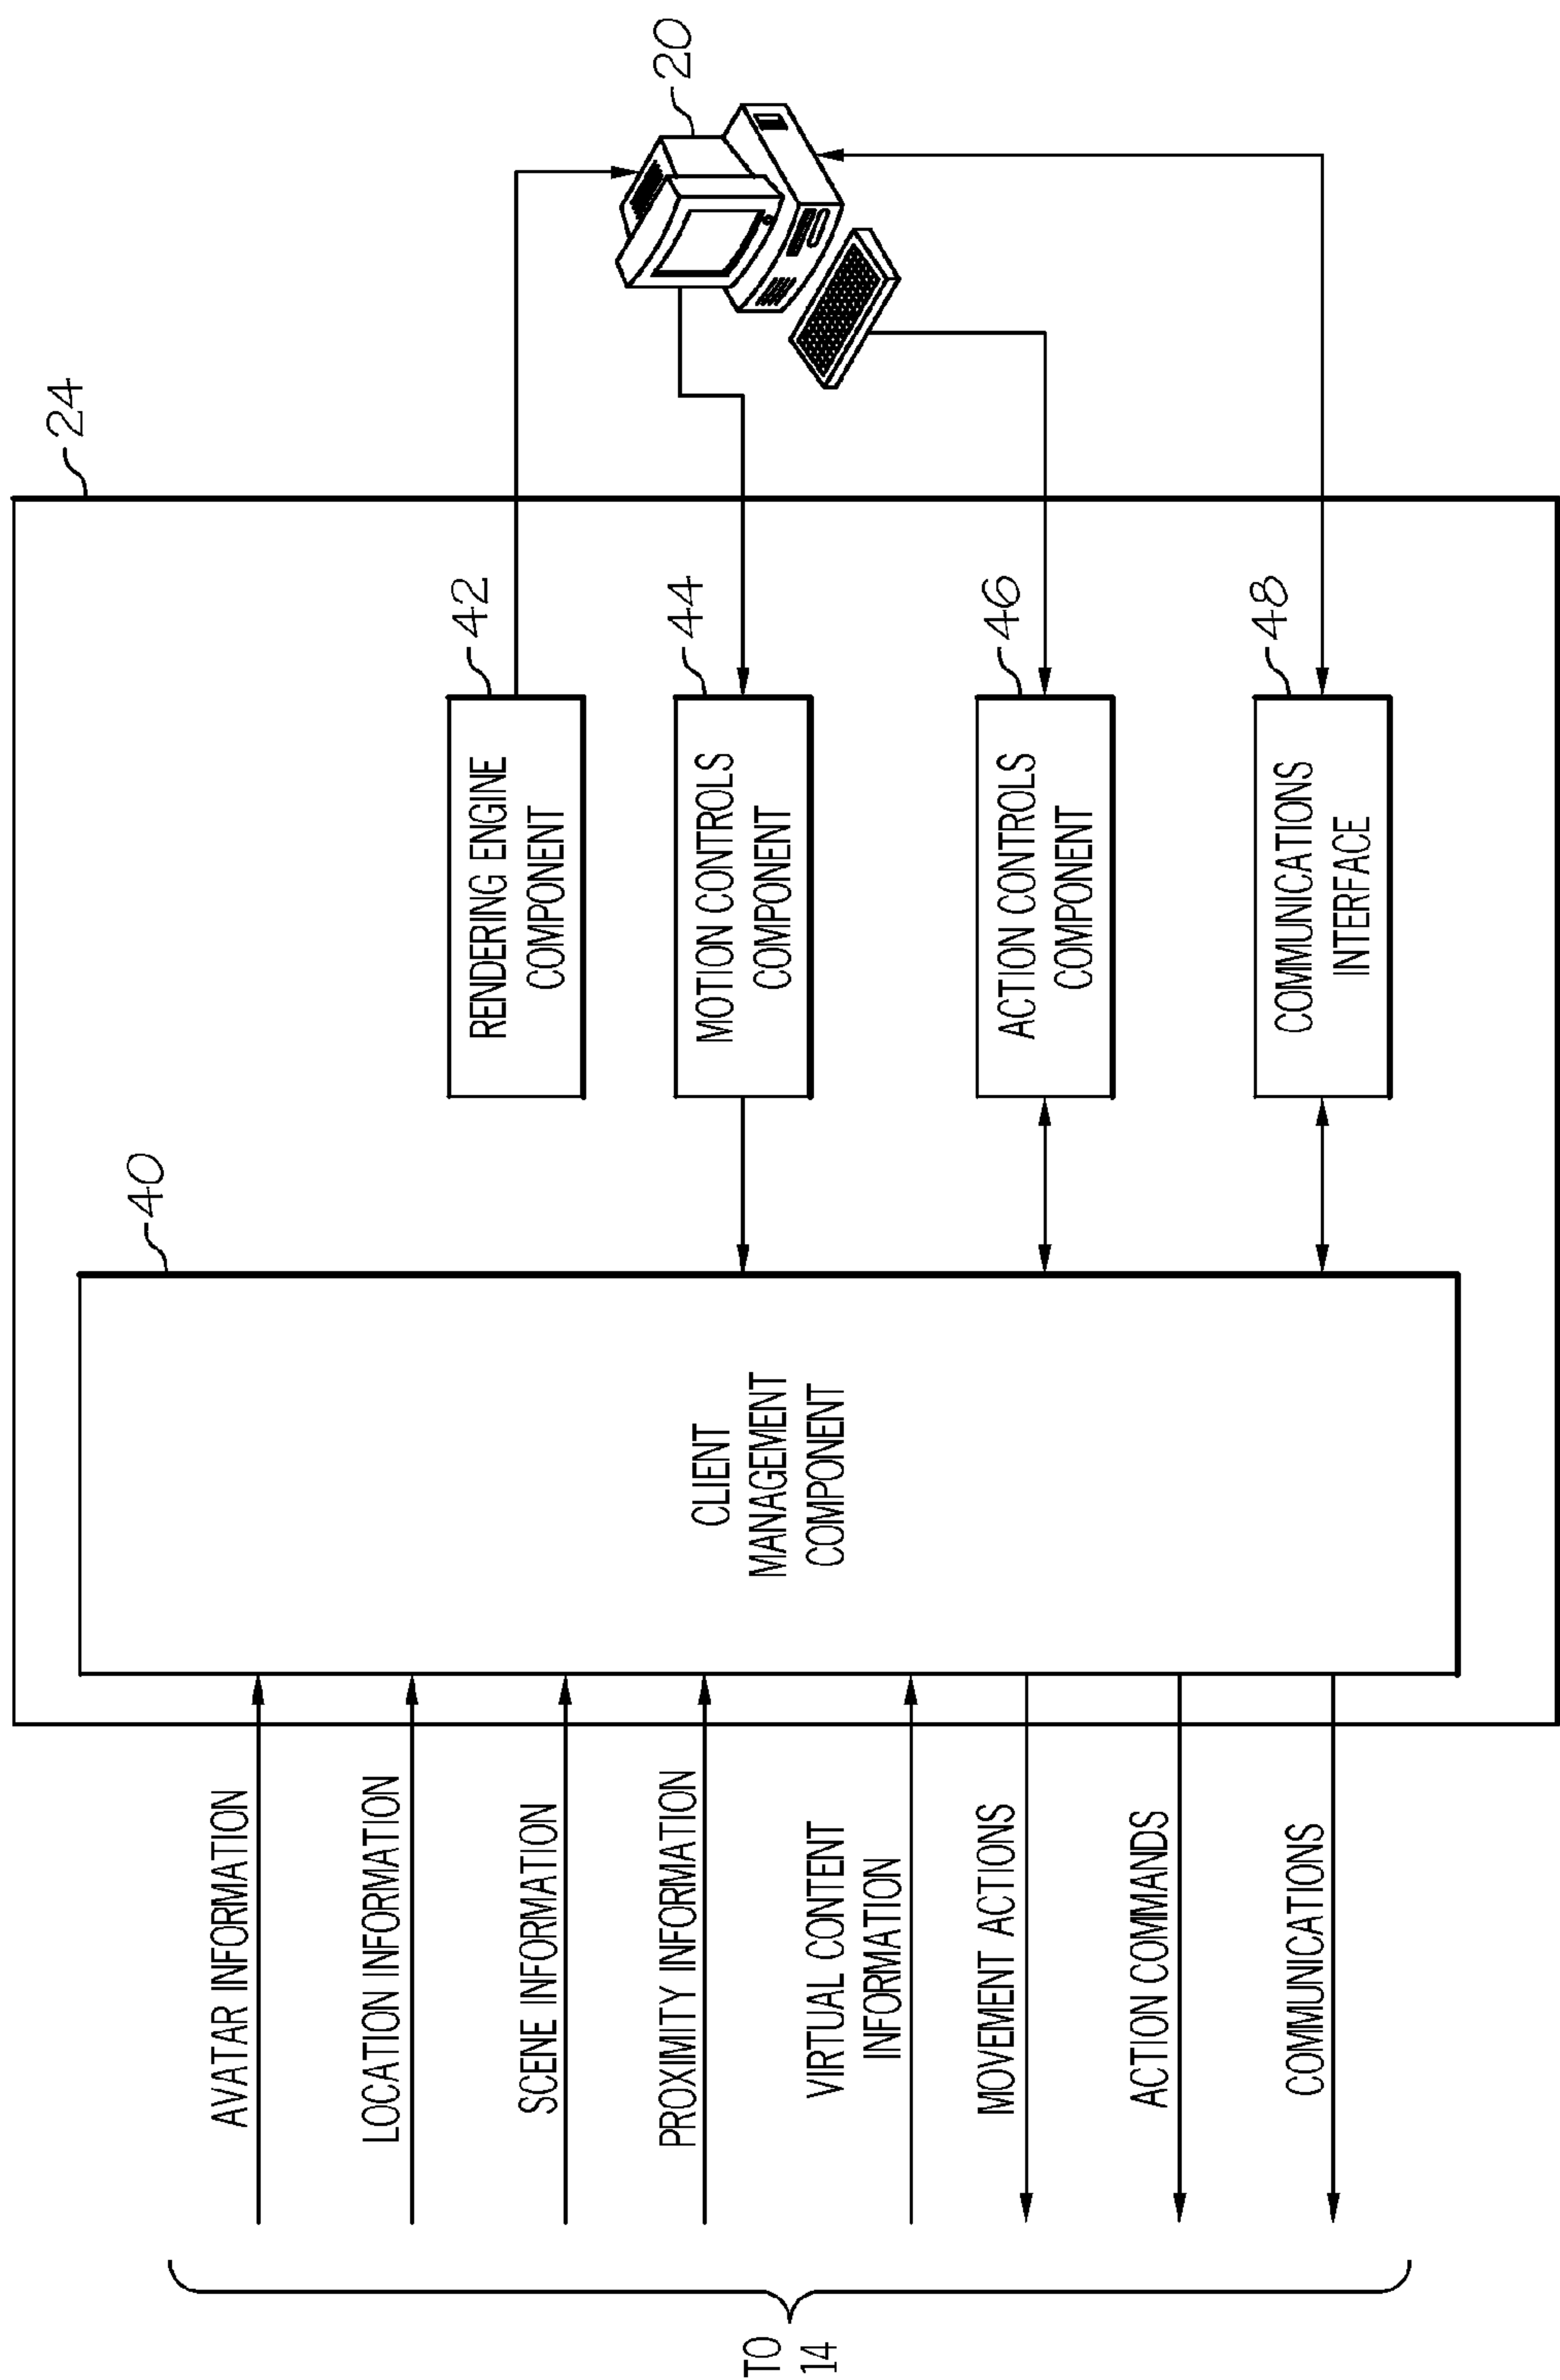 20
24
42
RENDERING ENGINE
COMPONENT
44
MOTION CONTROLS
COMPONENT
46
ACTION CONTROLS
COMPONENT
48
COMMUNICATIONS
INTERFACE
40
CLIENT
MANAGEMENT
COMPONENT
AVATAR INFORMATION
LOCATION INFORMATION
SCENE INFORMATION
PROXIMITY INFORMATION
VIRTUAL CONTENT
INFORMATION
MOVEMENT ACTIONS
ACTION COMMANDS
COMMUNICATIONS
TO
14